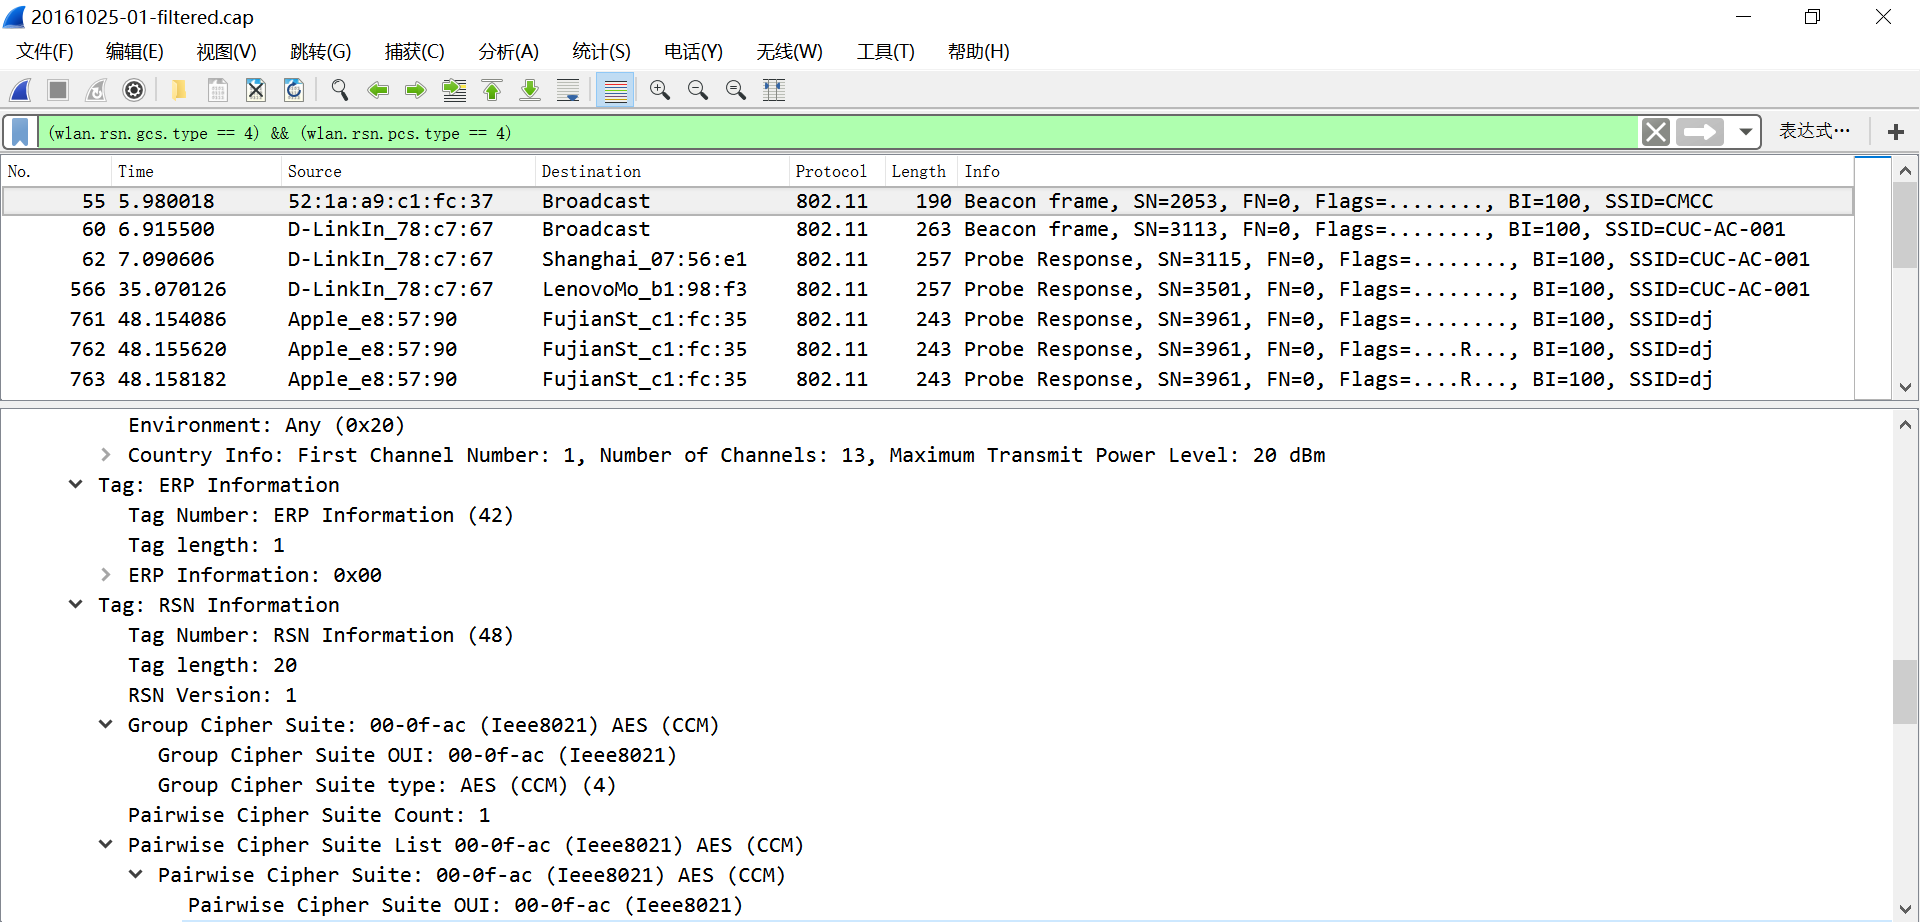 20161025-01-filtered.cap
文件(F) 编辑(E) 视图(V) 跳转(G) 捕获(C) 分析(A) 统计(S) 电话(Y) 无线(W) 工具(T) 帮助(H)
(wlan.rsn.gcs.type == 4) && (wlan.rsn.pcs.type == 4) 表达式… +
No. Time Source Destination Protocol Length Info
55 5.980018 52:1a:a9:c1:fc:37 Broadcast 802.11 190 Beacon frame, SN=2053, FN=0, Flags=........, BI=100, SSID=CMCC
60 6.915500 D-LinkIn_78:c7:67 Broadcast 802.11 263 Beacon frame, SN=3113, FN=0, Flags=........, BI=100, SSID=CUC-AC-001
62 7.090606 D-LinkIn_78:c7:67 Shanghai_07:56:e1 802.11 257 Probe Response, SN=3115, FN=0, Flags=........, BI=100, SSID=CUC-AC-001
566 35.070126 D-LinkIn_78:c7:67 LenovoMo_b1:98:f3 802.11 257 Probe Response, SN=3501, FN=0, Flags=........, BI=100, SSID=CUC-AC-001
761 48.154086 Apple_e8:57:90 FujianSt_c1:fc:35 802.11 243 Probe Response, SN=3961, FN=0, Flags=........, BI=100, SSID=dj
762 48.155620 Apple_e8:57:90 FujianSt_c1:fc:35 802.11 243 Probe Response, SN=3961, FN=0, Flags=....R..., BI=100, SSID=dj
763 48.158182 Apple_e8:57:90 FujianSt_c1:fc:35 802.11 243 Probe Response, SN=3961, FN=0, Flags=....R..., BI=100, SSID=dj
Environment: Any (0x20)
Country Info: First Channel Number: 1, Number of Channels: 13, Maximum Transmit Power Level: 20 dBm
Tag: ERP Information
Tag Number: ERP Information (42)
Tag length: 1
ERP Information: 0x00
Tag: RSN Information
Tag Number: RSN Information (48)
Tag length: 20
RSN Version: 1
Group Cipher Suite: 00-0f-ac (Ieee8021) AES (CCM)
Group Cipher Suite OUI: 00-0f-ac (Ieee8021)
Group Cipher Suite type: AES (CCM) (4)
Pairwise Cipher Suite Count: 1
Pairwise Cipher Suite List 00-0f-ac (Ieee8021) AES (CCM)
Pairwise Cipher Suite: 00-0f-ac (Ieee8021) AES (CCM)
Pairwise Cipher Suite OUI: 00-0f-ac (Ieee8021)